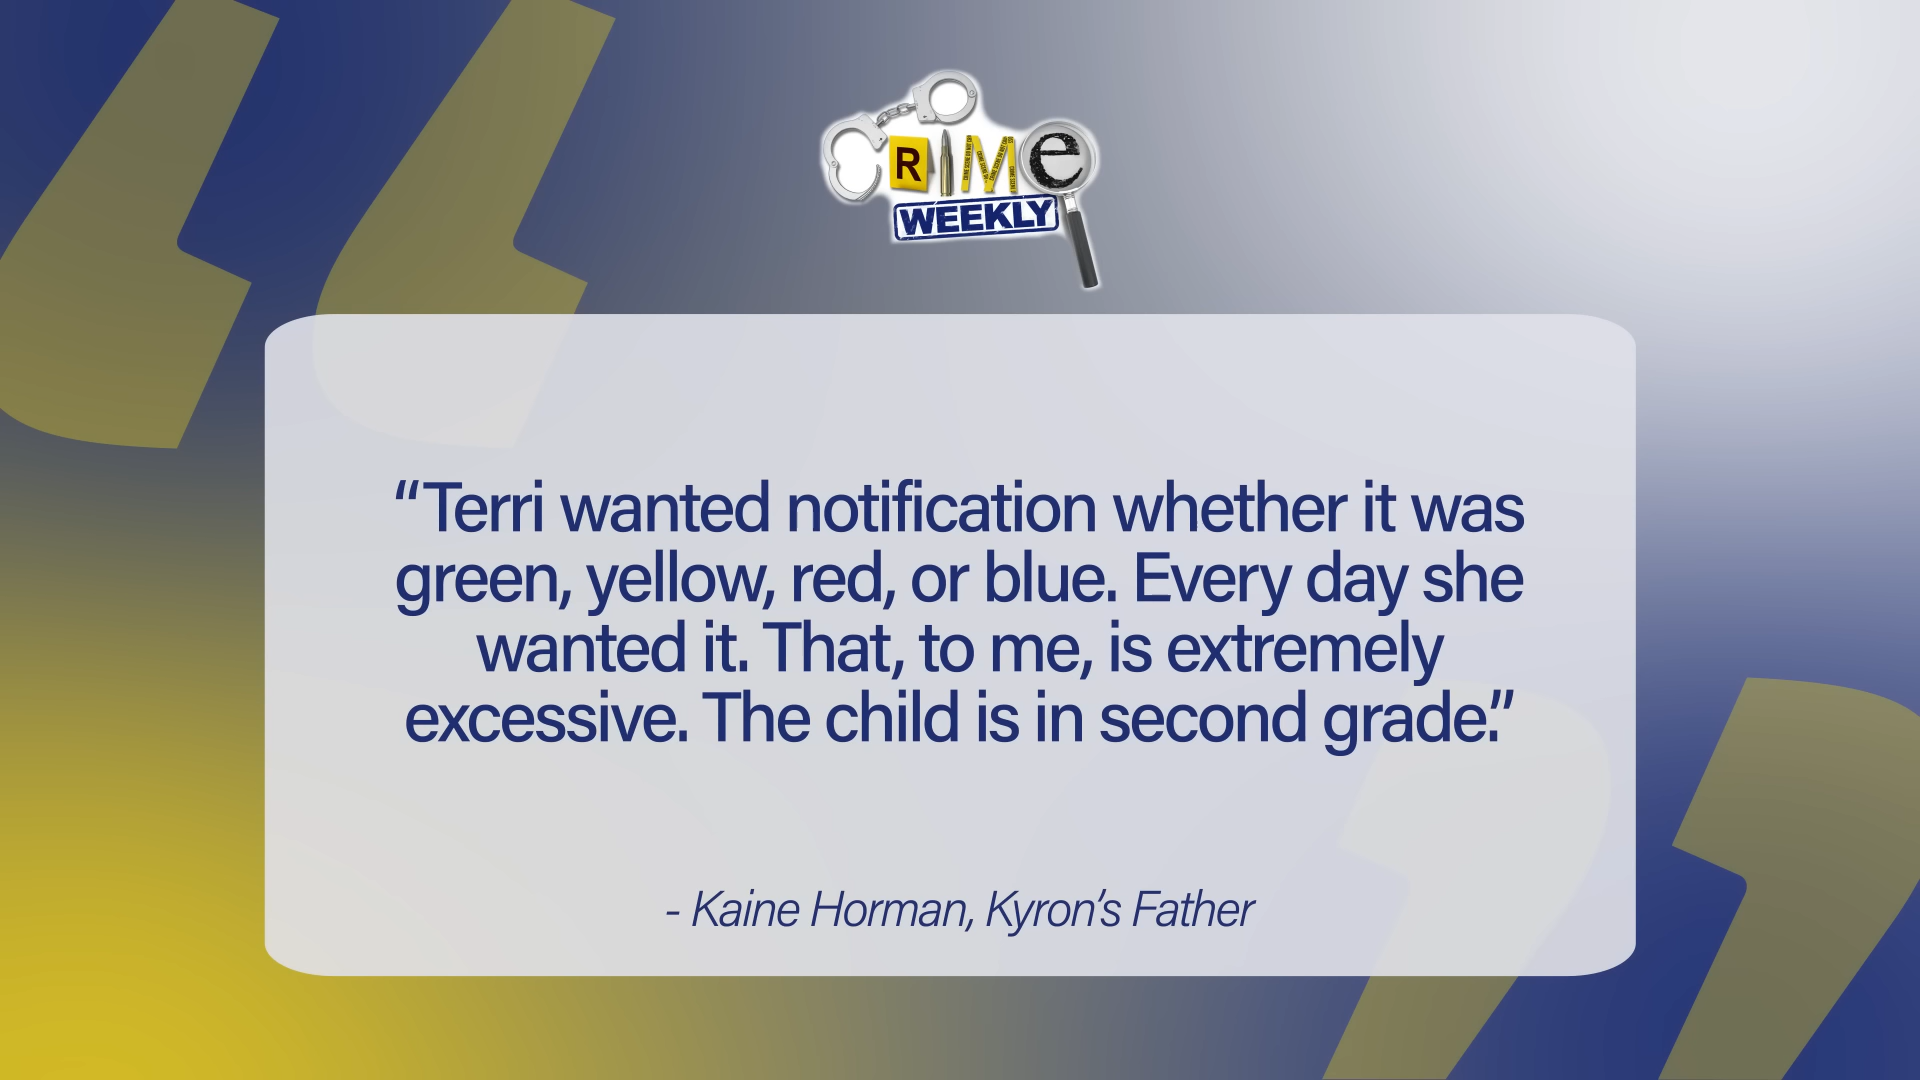 CRIMe
WEEKLY
“Terri wanted notification whether it was
green, yellow, red, or blue. Every day she
wanted it. That, to me, is extremely
excessive. The child is in second grade.”
- Kaine Horman, Kyron’s Father